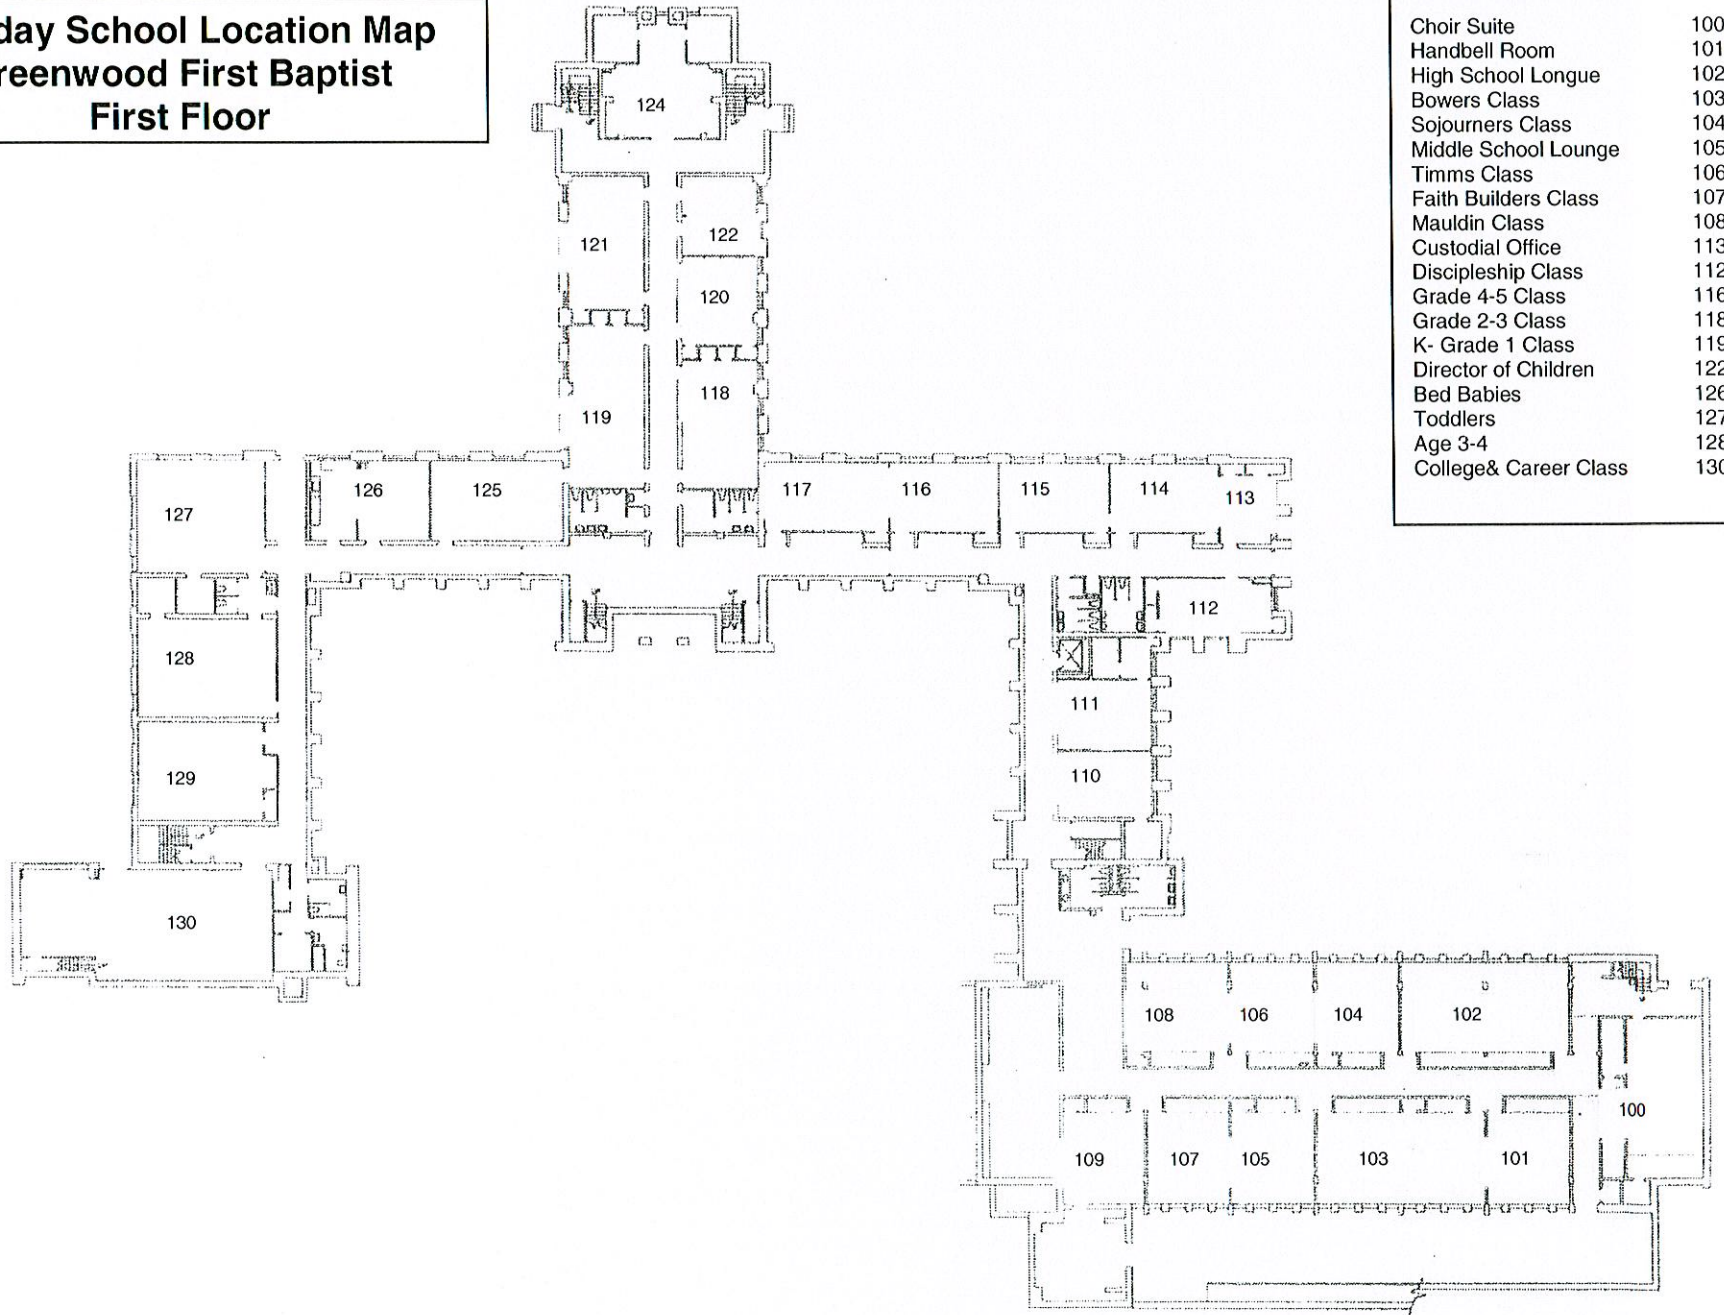 day School Location Map
reenwood First Baptist
First Floor
Choir Suite 100
Handbell Room 101
High School Longue 102
Bowers Class 103
Sojourners Class 104
Middle School Lounge 105
Timms Class 106
Faith Builders Class 107
Mauldin Class 108
Custodial Office 113
Discipleship Class 112
Grade 4-5 Class 116
Grade 2-3 Class 118
K- Grade 1 Class 119
Director of Children 122
Bed Babies 126
Toddlers 127
Age 3-4 128
College& Career Class 130
124
121
122
120
118
119
127
126
125
117
116
115
114
113
112
128
111
129
110
130
108
106
104
102
100
109
107
105
103
101